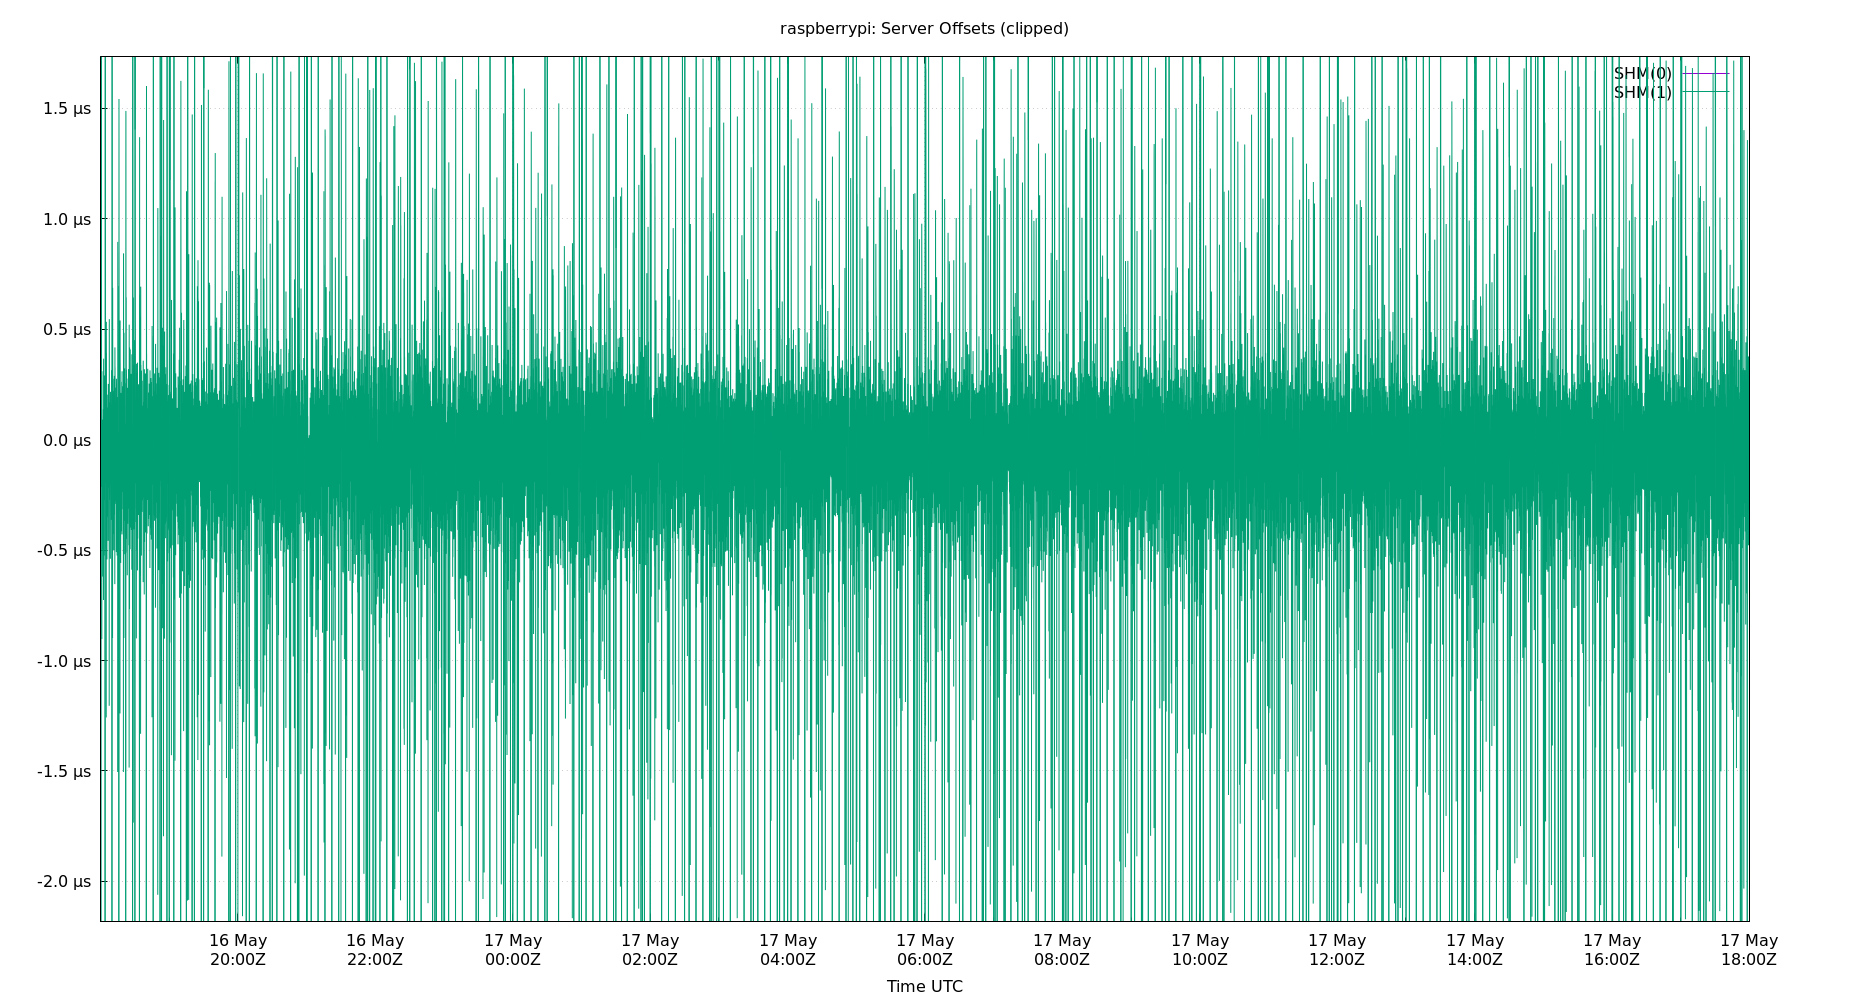 raspberrypi: Server Offsets (clipped)
SHM(0)
SHM(1)
1.5 µs
1.0 µs
0.5 µs
0.0 µs
-0.5 µs
-1.0 µs
-1.5 µs
-2.0 µs
16 May 16 May 17 May 17 May 17 May 17 May 17 May 17 May 17 May 17 May 17 May 17 May
20:00Z 22:00Z 00:00Z 02:00Z 04:00Z 06:00Z 08:00Z 10:00Z 12:00Z 14:00Z 16:00Z 18:00Z
Time UTC